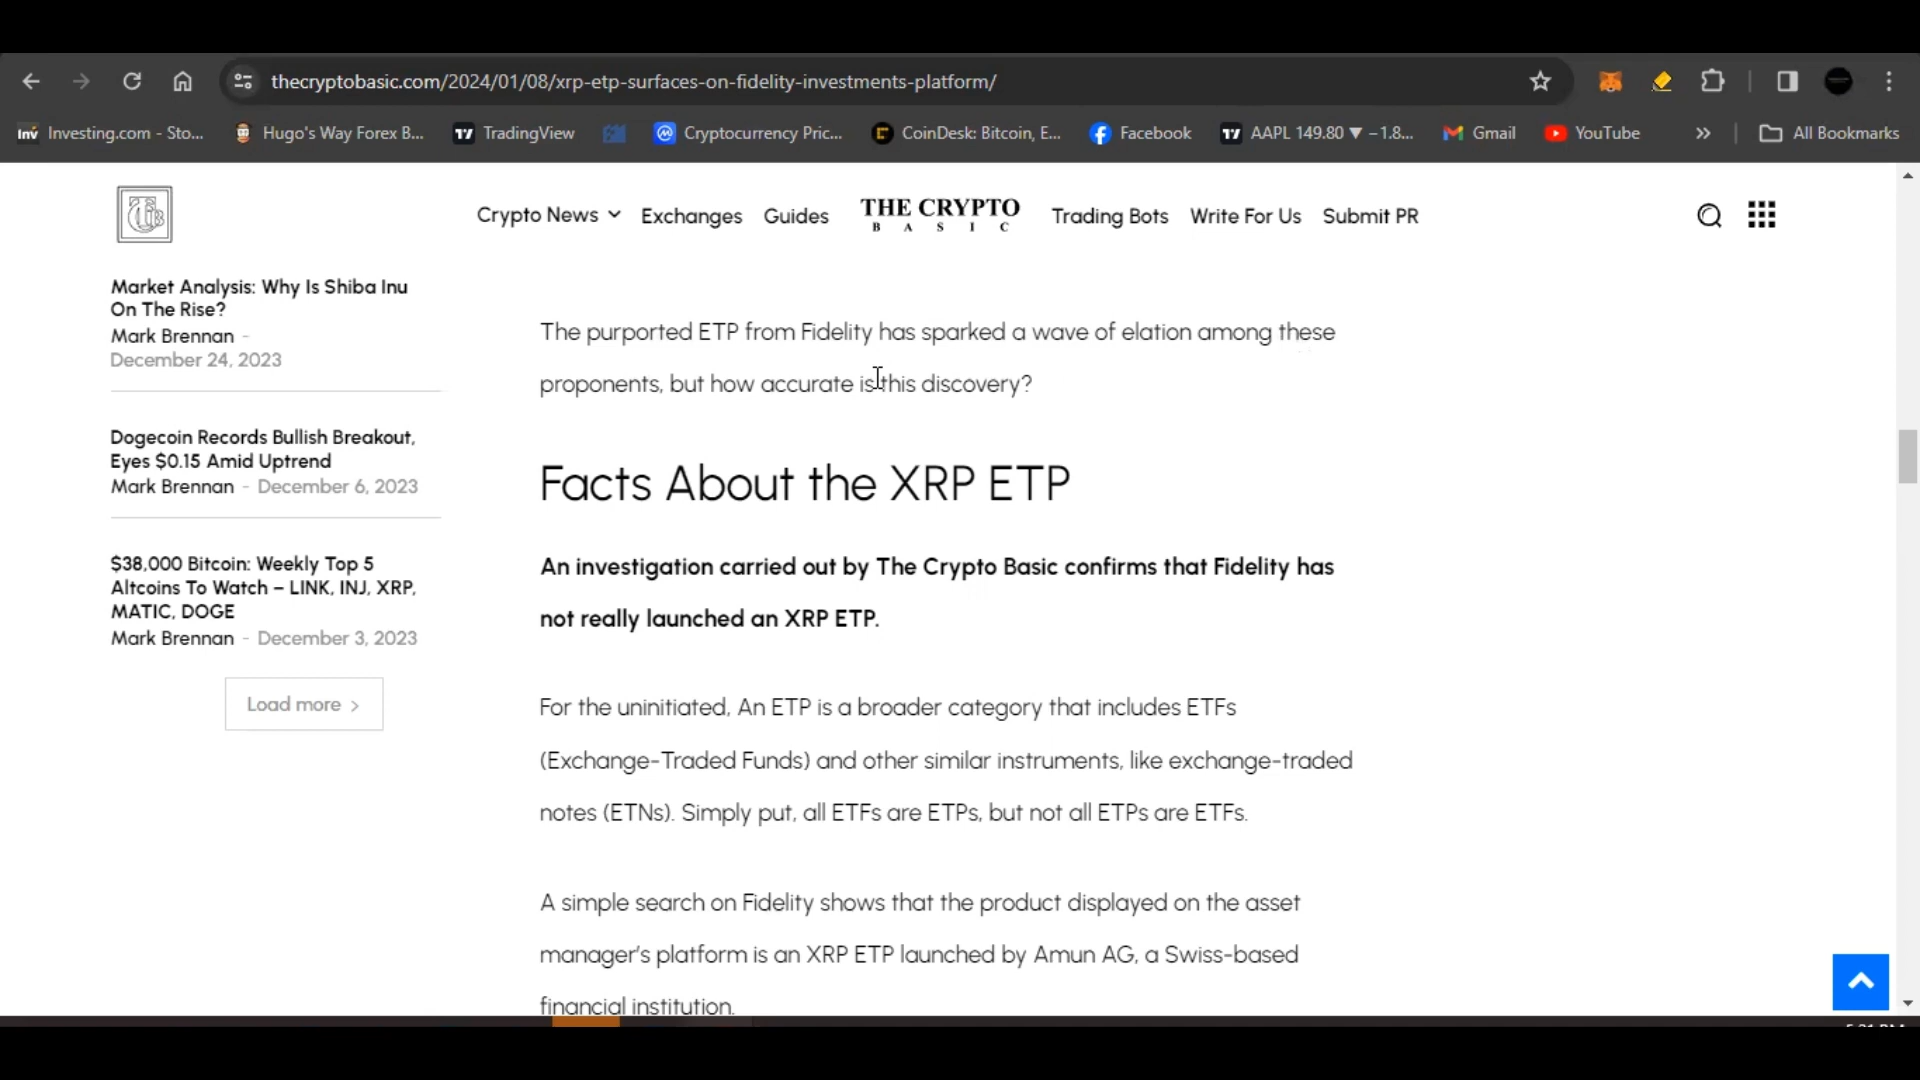 thecryptobasic.com/2024/01/08/xrp-etp-surfaces-on-fidelity-investments-platform/
Investing.com - Sto... Hugo's Way Forex B... TradingView Cryptocurrency Pric... CoinDesk: Bitcoin, E... Facebook AAPL 149.80 ▼ −1.8... Gmail YouTube » All Bookmarks
Crypto News Exchanges Guides THE CRYPTO Trading Bots Write For Us Submit PR
BASIC
Market Analysis: Why Is Shiba Inu
On The Rise?
Mark Brennan -
December 24, 2023
Dogecoin Records Bullish Breakout,
Eyes $0.15 Amid Uptrend
Mark Brennan - December 6, 2023
$38,000 Bitcoin: Weekly Top 5
Altcoins To Watch – LINK, INJ, XRP,
MATIC, DOGE
Mark Brennan - December 3, 2023
Load more >
The purported ETP from Fidelity has sparked a wave of elation among these
proponents, but how accurate is this discovery?
Facts About the XRP ETP
An investigation carried out by The Crypto Basic confirms that Fidelity has
not really launched an XRP ETP.
For the uninitiated, An ETP is a broader category that includes ETFs
(Exchange-Traded Funds) and other similar instruments, like exchange-traded
notes (ETNs). Simply put, all ETFs are ETPs, but not all ETPs are ETFs.
A simple search on Fidelity shows that the product displayed on the asset
manager's platform is an XRP ETP launched by Amun AG, a Swiss-based
financial institution.